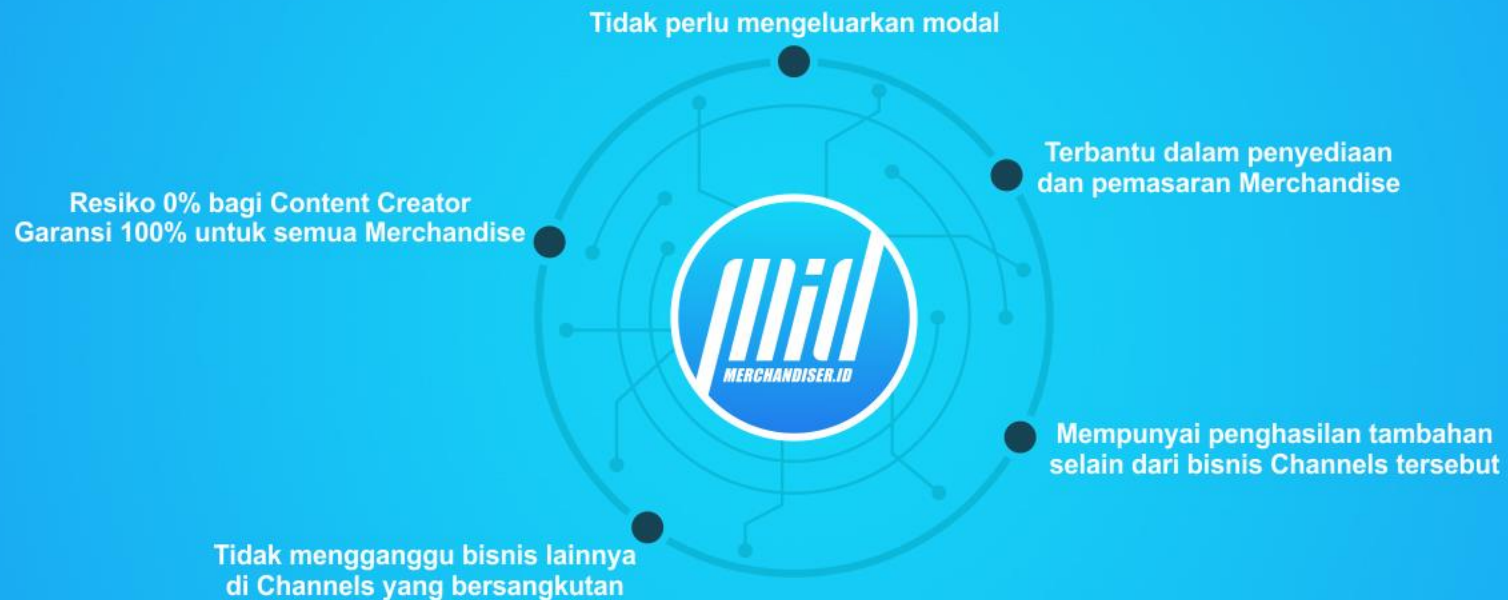 Tidak perlu mengeluarkan modal
Terbantu dalam penyediaan
dan pemasaran Merchandise
Resiko 0% bagi Content Creator
Garansi 100% untuk semua Merchandise
MERCHANDISER.ID
Mempunyai penghasilan tambahan
selain dari bisnis Channels tersebut
Tidak mengganggu bisnis lainnya
di Channels yang bersangkutan